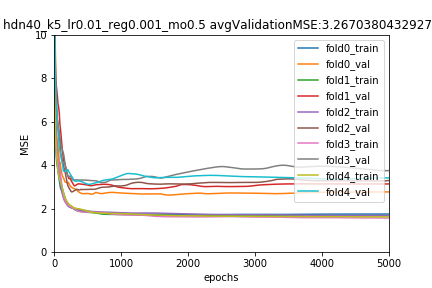 hdn40_k5_lr0.01_reg0.001_mo0.5 avgValidationMSE:3.2670380432927
10
8
6
4
2
0
MSE
fold0_train
fold0_val
fold1_train
fold1_val
fold2_train
fold2_val
fold3_train
fold3_val
fold4_train
fold4_val
0 1000 2000 3000 4000 5000
epochs